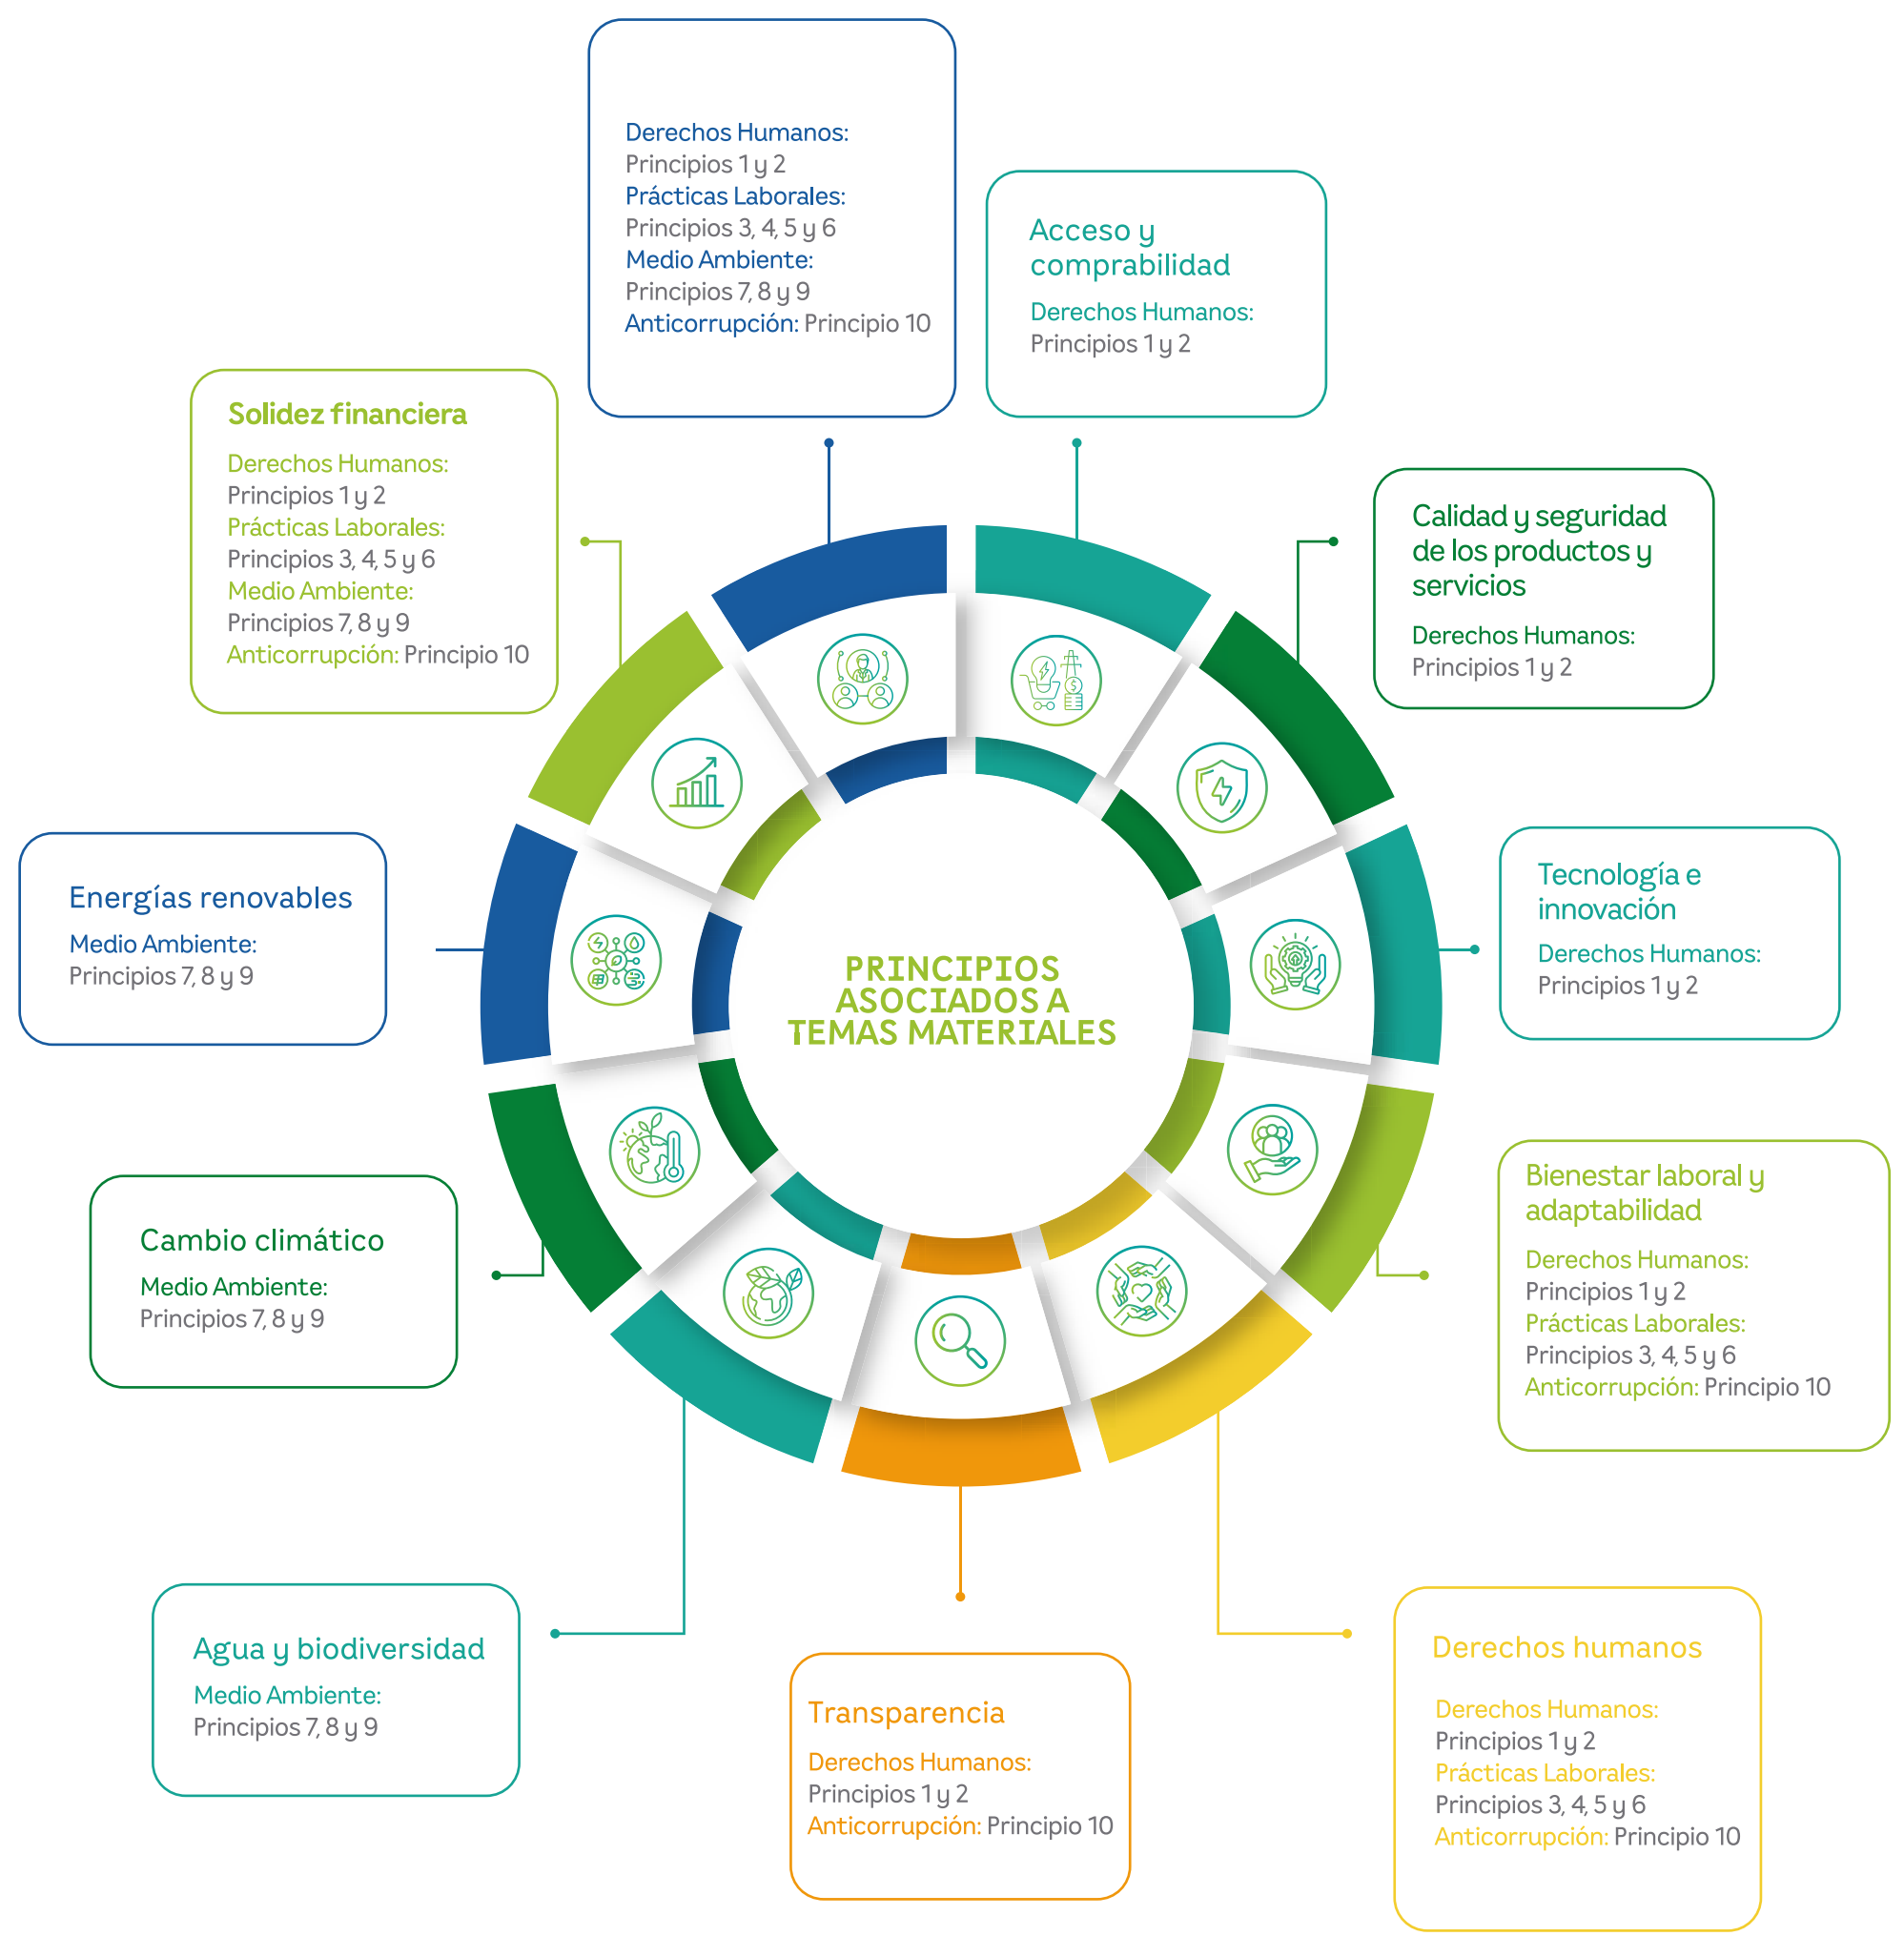 Derechos Humanos:
Principios 1 y 2
Prácticas Laborales:
Principios 3, 4, 5 y 6
Medio Ambiente:
Principios 7, 8 y 9
Anticorrupción: Principio 10
Acceso y
comprabilidad
Derechos Humanos:
Principios 1 y 2
Calidad y seguridad
de los productos y
servicios
Derechos Humanos:
Principios 1 y 2
Tecnología e
innovación
Derechos Humanos:
Principios 1 y 2
Bienestar laboral y
adaptabilidad
Derechos Humanos:
Principios 1 y 2
Prácticas Laborales:
Principios 3, 4, 5 y 6
Anticorrupción: Principio 10
Derechos humanos
Derechos Humanos:
Principios 1 y 2
Prácticas Laborales:
Principios 3, 4, 5 y 6
Anticorrupción: Principio 10
Transparencia
Derechos Humanos:
Principios 1 y 2
Anticorrupción: Principio 10
Agua y biodiversidad
Medio Ambiente:
Principios 7, 8 y 9
Cambio climático
Medio Ambiente:
Principios 7, 8 y 9
Energías renovables
Medio Ambiente:
Principios 7, 8 y 9
Solidez financiera
Derechos Humanos:
Principios 1 y 2
Prácticas Laborales:
Principios 3, 4, 5 y 6
Medio Ambiente:
Principios 7, 8 y 9
Anticorrupción: Principio 10
PRINCIPIOS
ASOCIADOS A
TEMAS MATERIALES